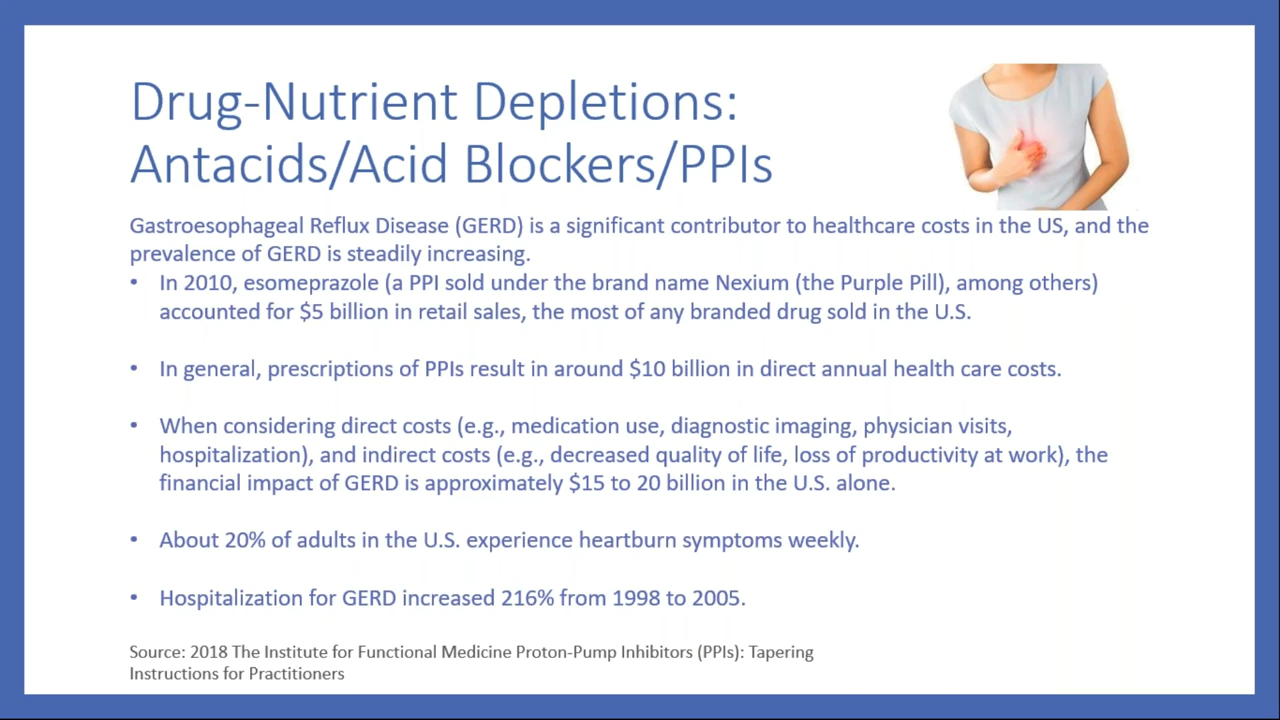 Drug-Nutrient Depletions:
Antacids/Acid Blockers/PPIs
Gastroesophageal Reflux Disease (GERD) is a significant contributor to healthcare costs in the US, and the
prevalence of GERD is steadily increasing.
• In 2010, esomeprazole (a PPI sold under the brand name Nexium (the Purple Pill), among others)
accounted for $5 billion in retail sales, the most of any branded drug sold in the U.S.
• In general, prescriptions of PPIs result in around $10 billion in direct annual health care costs.
• When considering direct costs (e.g., medication use, diagnostic imaging, physician visits,
hospitalization), and indirect costs (e.g., decreased quality of life, loss of productivity at work), the
financial impact of GERD is approximately $15 to 20 billion in the U.S. alone.
• About 20% of adults in the U.S. experience heartburn symptoms weekly.
• Hospitalization for GERD increased 216% from 1998 to 2005.
Source: 2018 The Institute for Functional Medicine Proton-Pump Inhibitors (PPIs): Tapering
Instructions for Practitioners